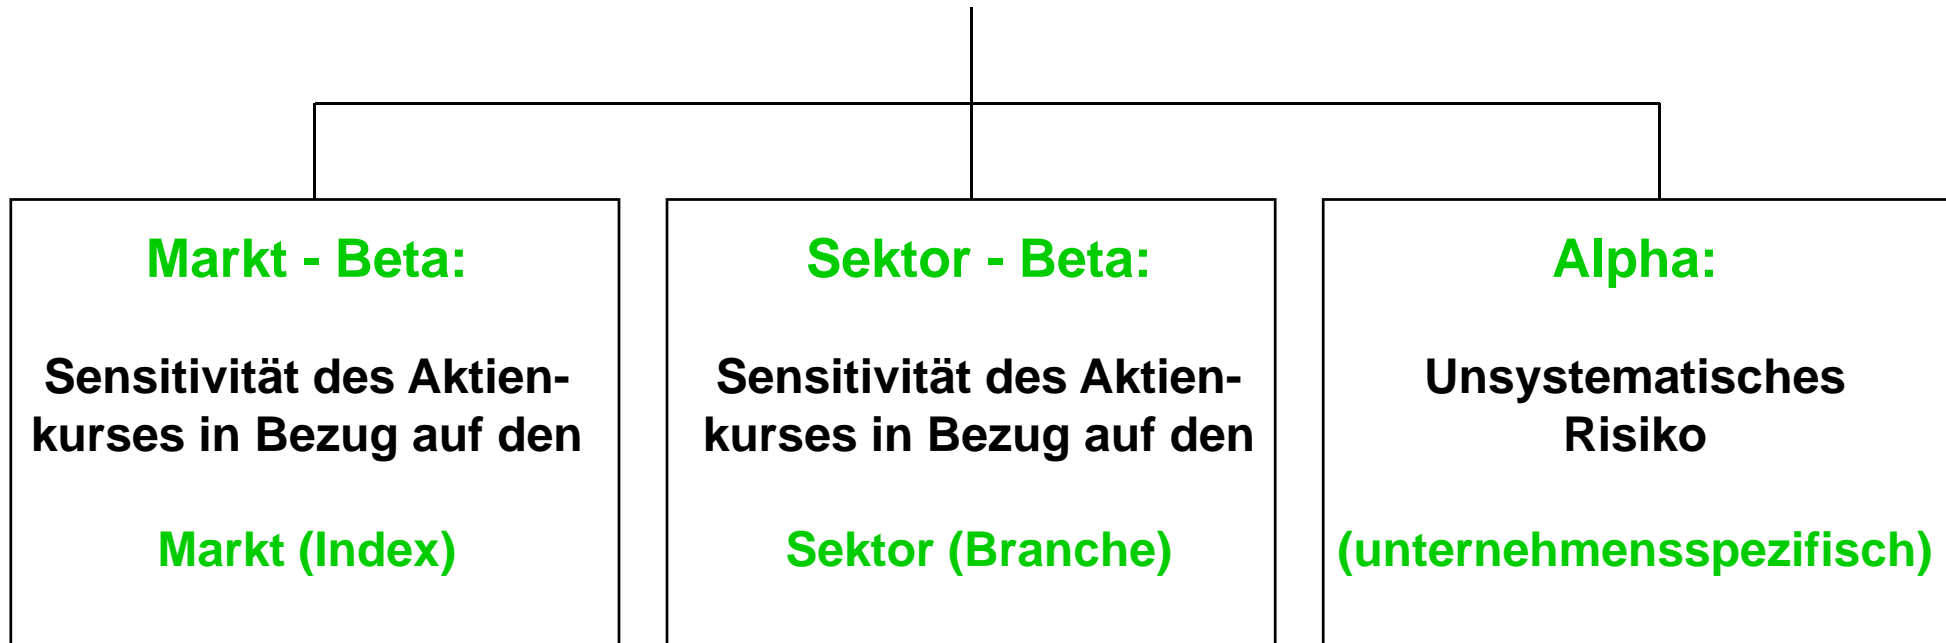 Markt - Beta:
Sensitivität des Aktien-
kurses in Bezug auf den
Markt (Index)
Sektor - Beta:
Sensitivität des Aktien-
kurses in Bezug auf den
Sektor (Branche)
Alpha:
Unsystematisches
Risiko
(unternehmensspezifisch)